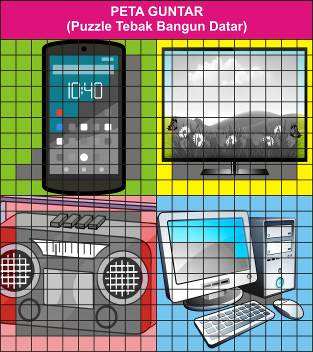 PETA GUNTAR
(Puzzle Tebak Bangun Datar)
10:40